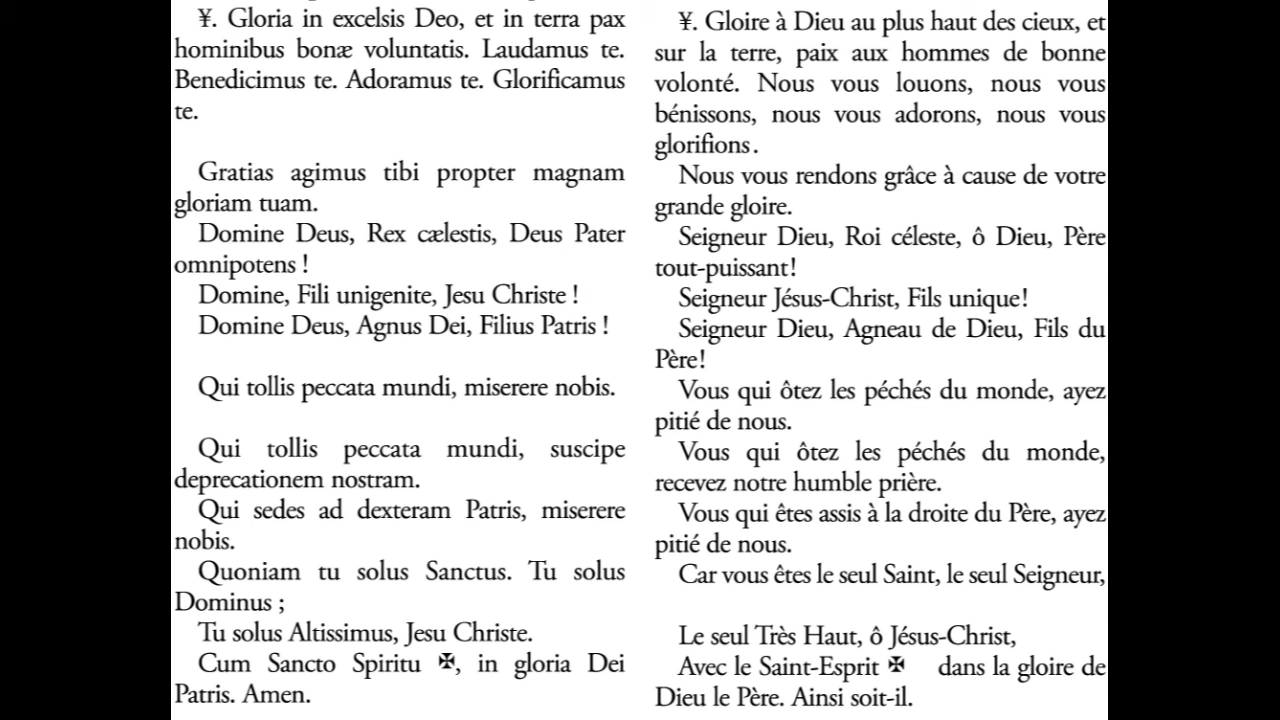 ¥. Gloria in excelsis Deo, et in terra pax
hominibus bonæ voluntatis. Laudamus te.
Benedicimus te. Adoramus te. Glorificamus
te.
Gratias agimus tibi propter magnam
gloriam tuam.
Domine Deus, Rex cælestis, Deus Pater
omnipotens !
Domine, Fili unigenite, Jesu Christe !
Domine Deus, Agnus Dei, Filius Patris !
Qui tollis peccata mundi, miserere nobis.
Qui tollis peccata mundi, suscipe
deprecationem nostram.
Qui sedes ad dexteram Patris, miserere
nobis.
Quoniam tu solus Sanctus. Tu solus
Dominus ;
Tu solus Altissimus, Jesu Christe.
Cum Sancto Spiritu ✠, in gloria Dei
Patris. Amen.
¥. Gloire à Dieu au plus haut des cieux, et
sur la terre, paix aux hommes de bonne
volonté. Nous vous louons, nous vous
bénissons, nous vous adorons, nous vous
glorifions.
Nous vous rendons grâce à cause de votre
grande gloire.
Seigneur Dieu, Roi céleste, ô Dieu, Père
tout-puissant!
Seigneur Jésus-Christ, Fils unique!
Seigneur Dieu, Agneau de Dieu, Fils du
Père!
Vous qui ôtez les péchés du monde, ayez
pitié de nous.
Vous qui ôtez les péchés du monde,
recevez notre humble prière.
Vous qui êtes assis à la droite du Père, ayez
pitié de nous.
Car vous êtes le seul Saint, le seul Seigneur,
Le seul Très Haut, ô Jésus-Christ,
Avec le Saint-Esprit ✠ dans la gloire de
Dieu le Père. Ainsi soit-il.